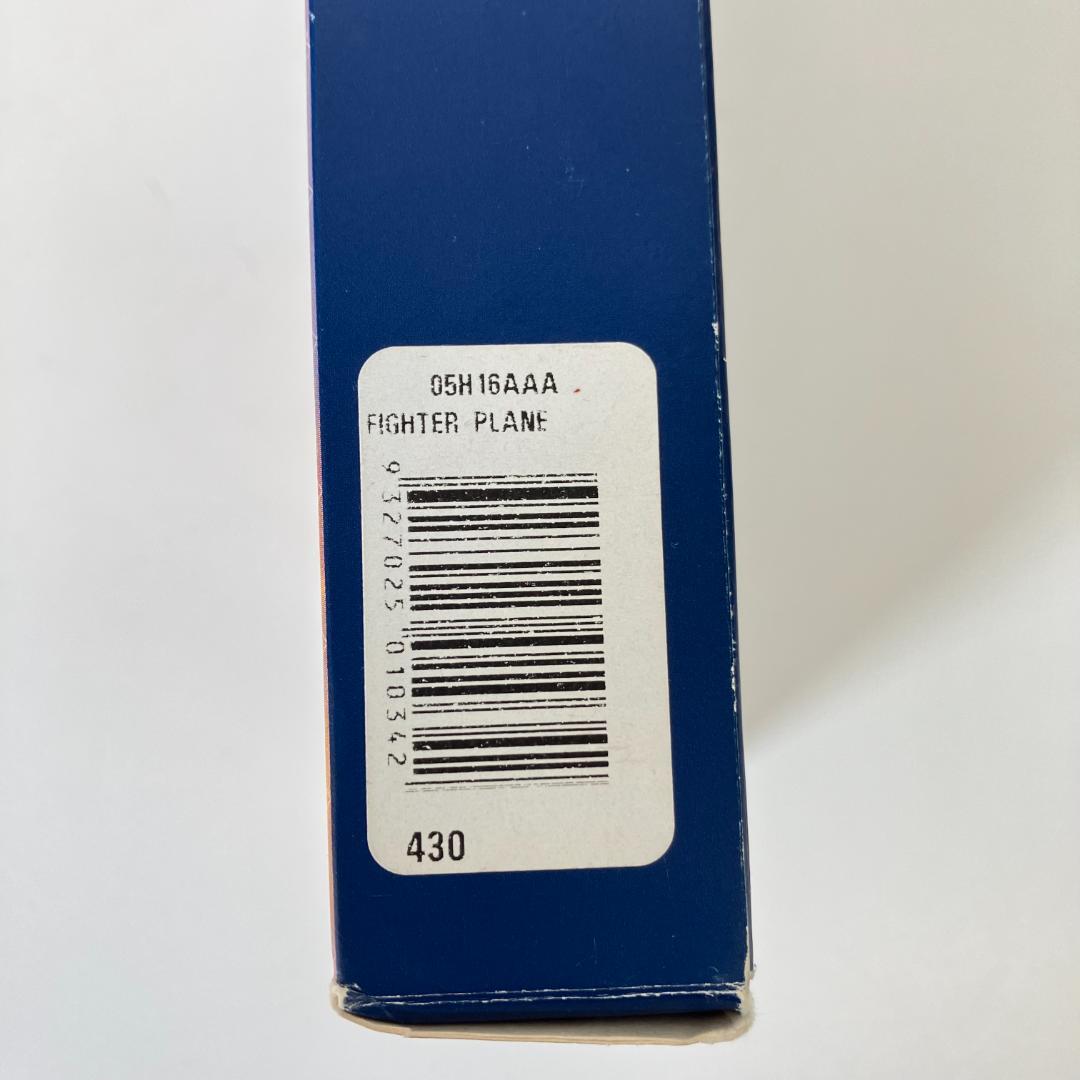 05H16AAA
FIGHTER PLANE
9 327025 010342
430